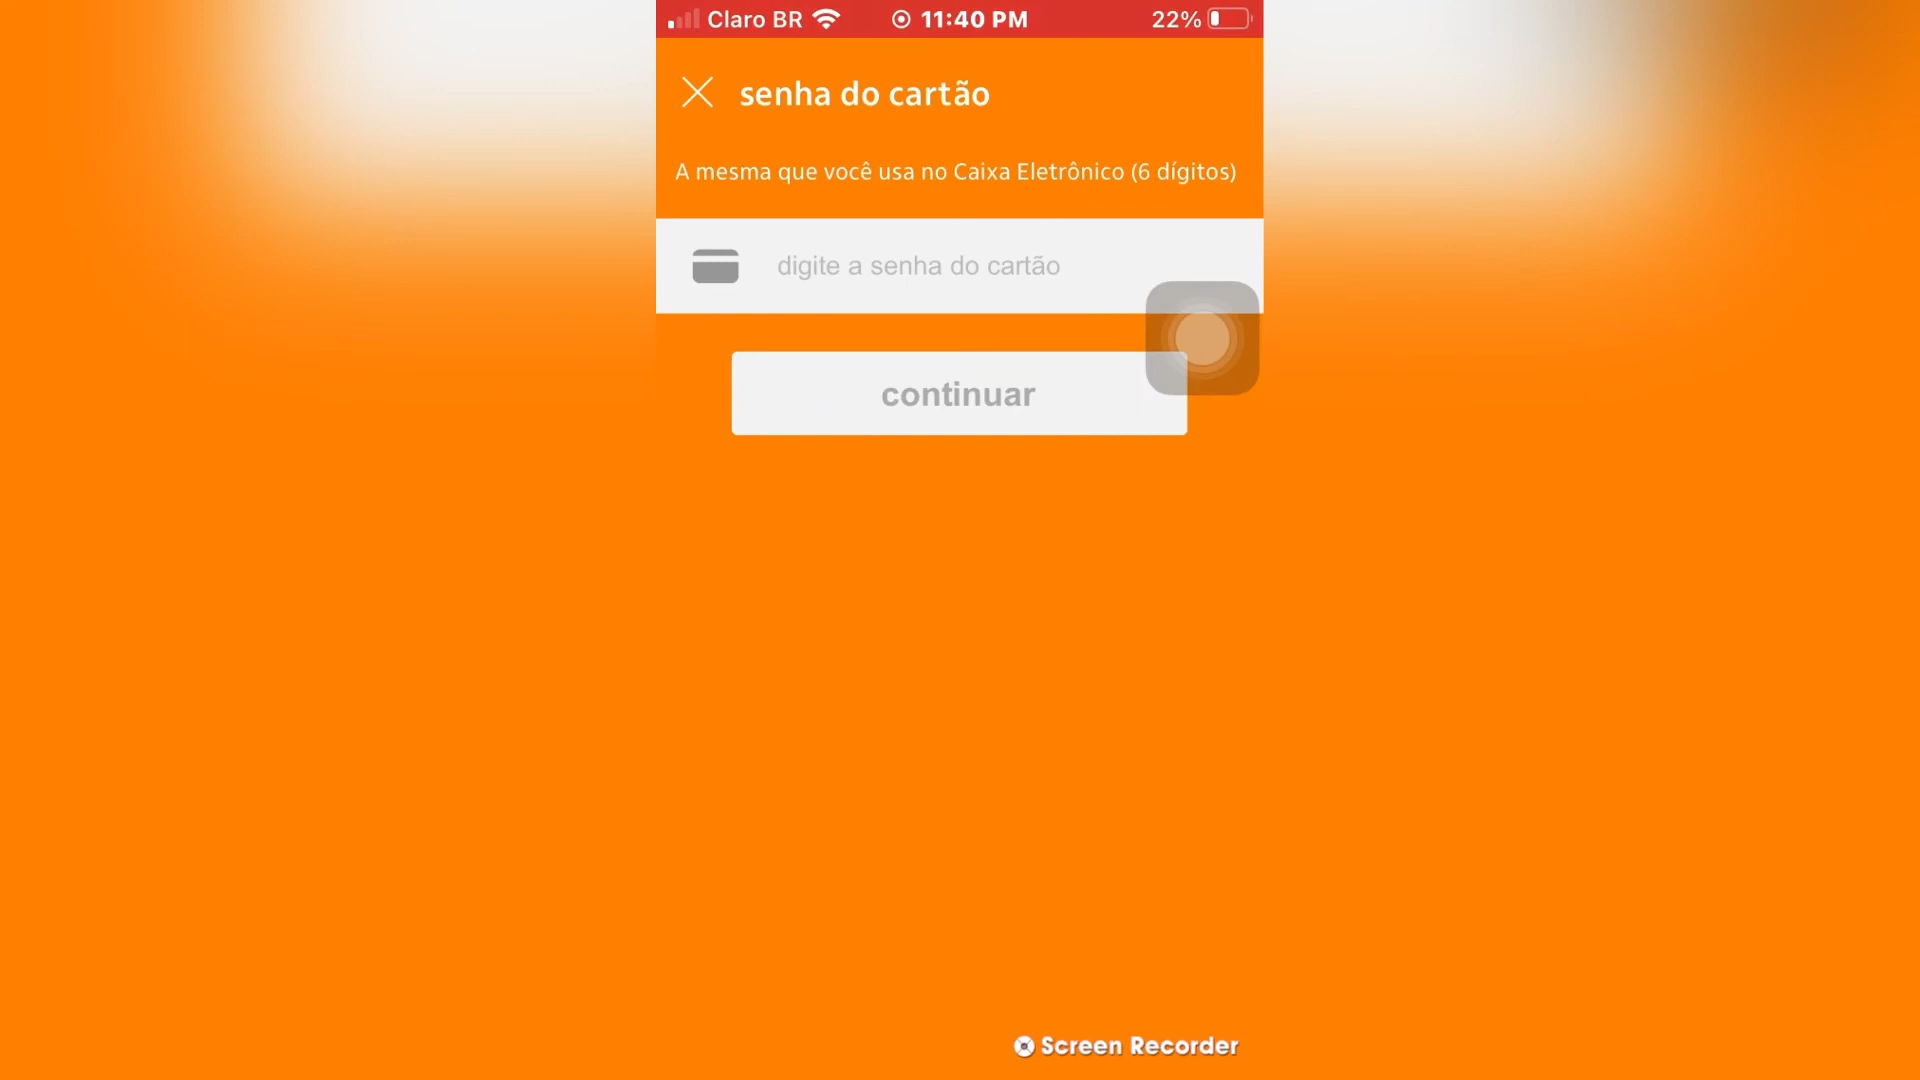 Claro BR 11:40 PM 22%
senha do cartão
A mesma que você usa no Caixa Eletrônico (6 dígitos)
digite a senha do cartão
continuar
Screen Recorder